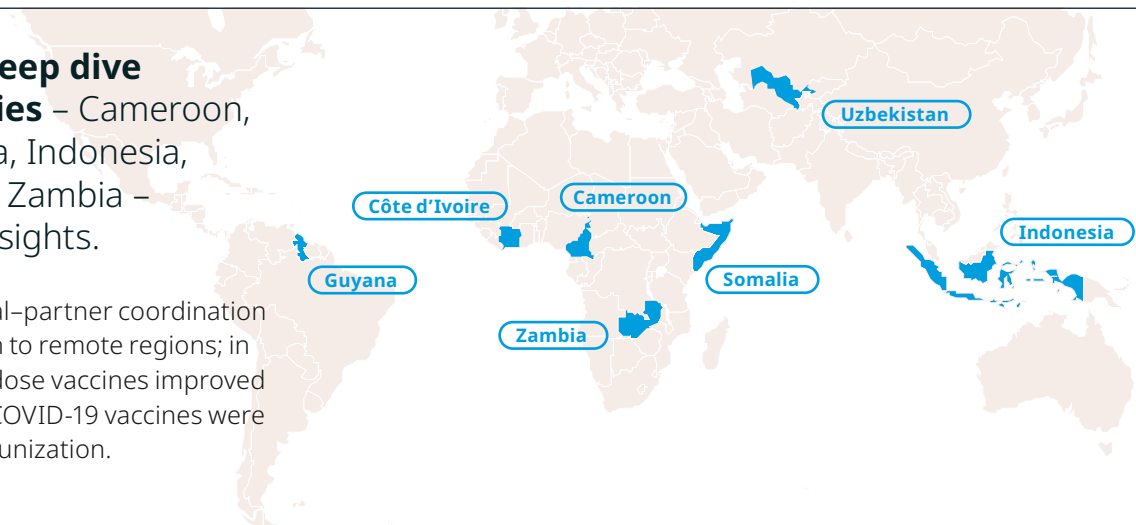 eep dive
ies – Cameroon,
a, Indonesia,
Zambia –
sights.
al–partner coordination
n to remote regions; in
dose vaccines improved
COVID-19 vaccines were
unization.
Uzbekistan
Côte d’Ivoire
Cameroon
Indonesia
Guyana
Somalia
Zambia